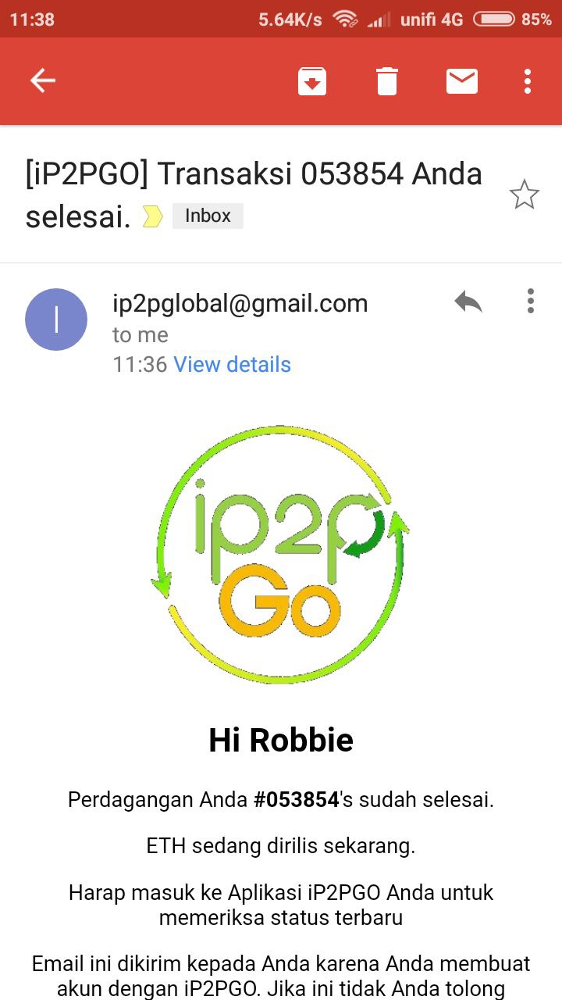 11:38 5.64K/s unifi 4G 85%
[iP2PGO] Transaksi 053854 Anda
selesai. Inbox
I ip2pglobal@gmail.com
to me
11:36 View details
ip2p
Go
Hi Robbie
Perdagangan Anda #053854's sudah selesai.
ETH sedang dirilis sekarang.
Harap masuk ke Aplikasi iP2PGO Anda untuk
memeriksa status terbaru
Email ini dikirim kepada Anda karena Anda membuat
akun dengan iP2PGO. Jika ini tidak Anda tolong